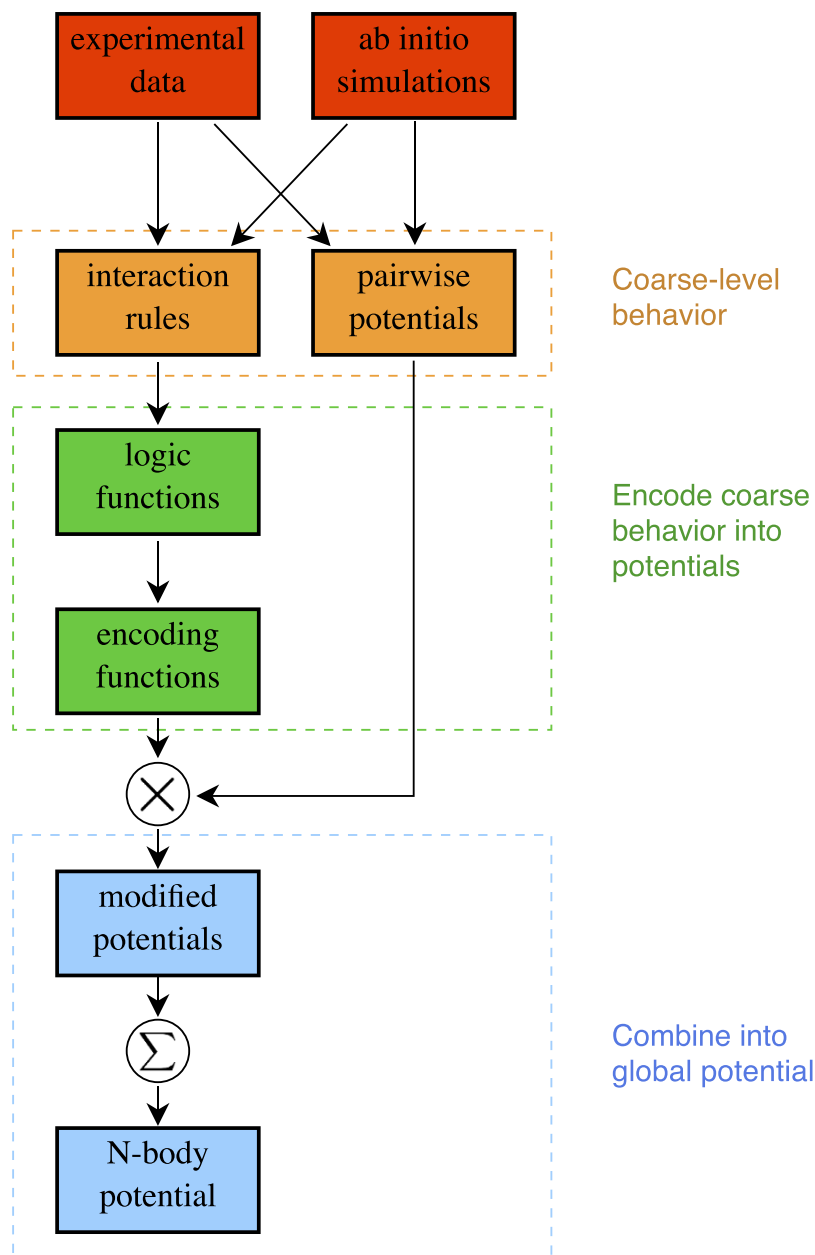 experimental
data
ab initio
simulations
interaction
rules
pairwise
potentials
Coarse-level
behavior
logic
functions
Encode coarse
behavior into
potentials
encoding
functions
×
modified
potentials
∑
Combine into
global potential
N-body
potential